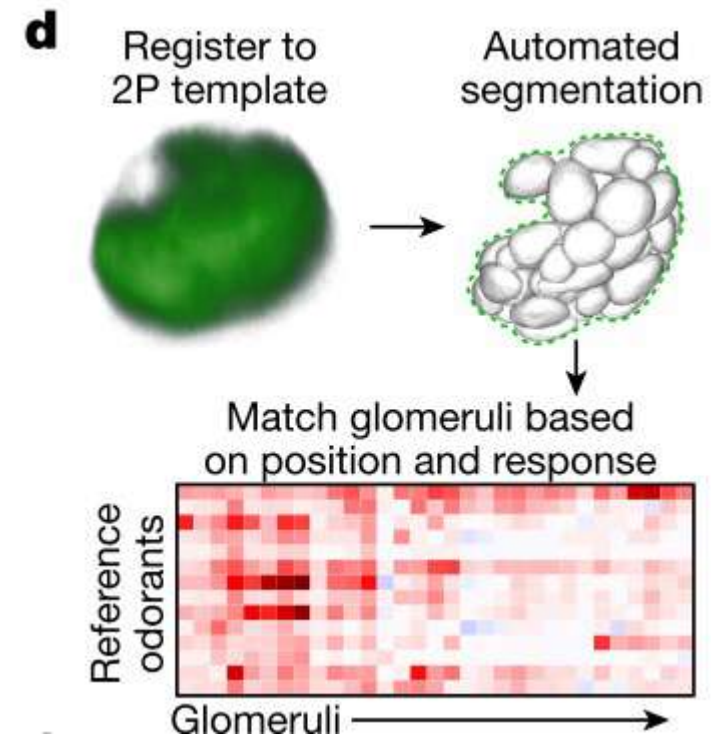 d
Register to
2P template
Automated
segmentation
Match glomeruli based
on position and response
Reference
odorants
Glomeruli